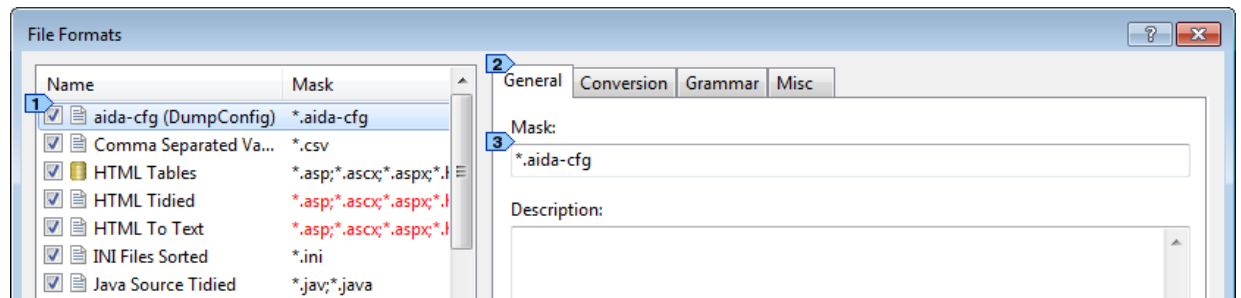 File Formats
Name Mask
1 aida-cfg (DumpConfig) *.aida-cfg
Comma Separated Va... *.csv
HTML Tables *.asp;*.ascx;*.aspx;*.
HTML Tidied *.asp;*.ascx;*.aspx;*.
HTML To Text *.asp;*.ascx;*.aspx;*.
INI Files Sorted *.ini
Java Source Tidied *.jav;*.java
2
General Conversion Grammar Misc
Mask:
3
*.aida-cfg
Description: